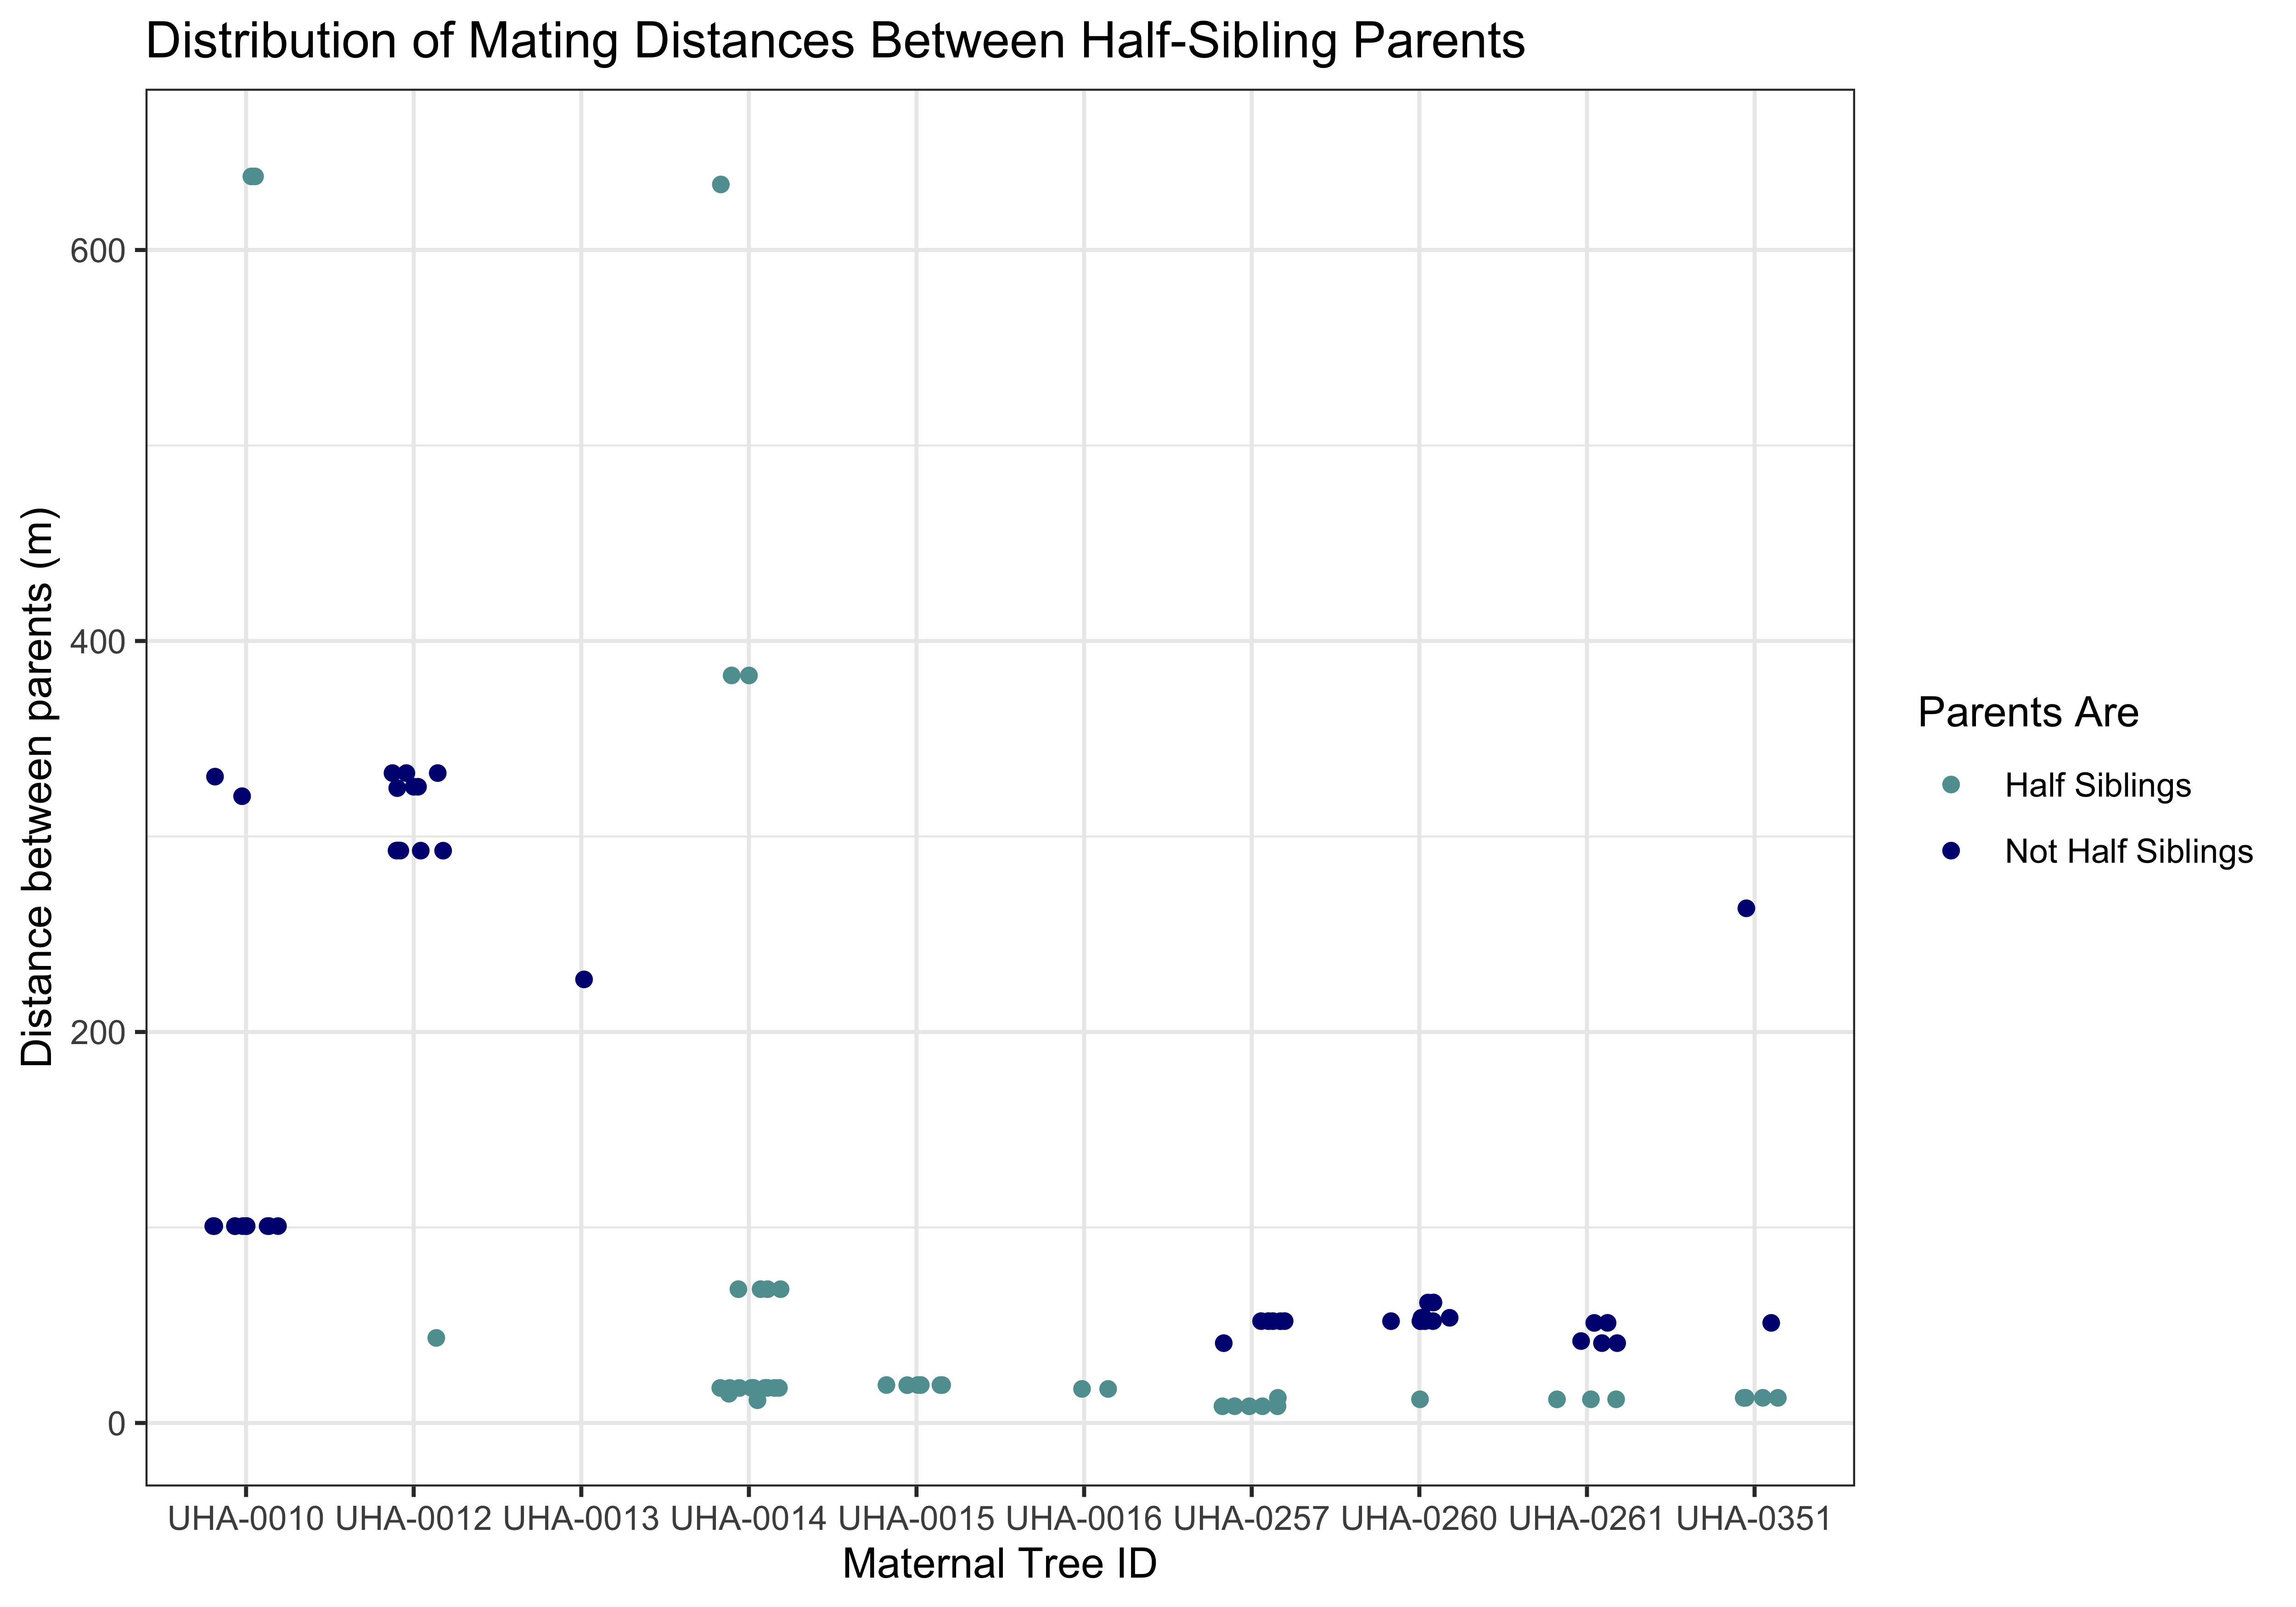 Distribution of Mating Distances Between Half-Sibling Parents
Distance between parents (m)
600
400
200
0
UHA-0010 UHA-0012 UHA-0013 UHA-0014 UHA-0015 UHA-0016 UHA-0257 UHA-0260 UHA-0261 UHA-0351
Maternal Tree ID
Parents Are
Half Siblings
Not Half Siblings